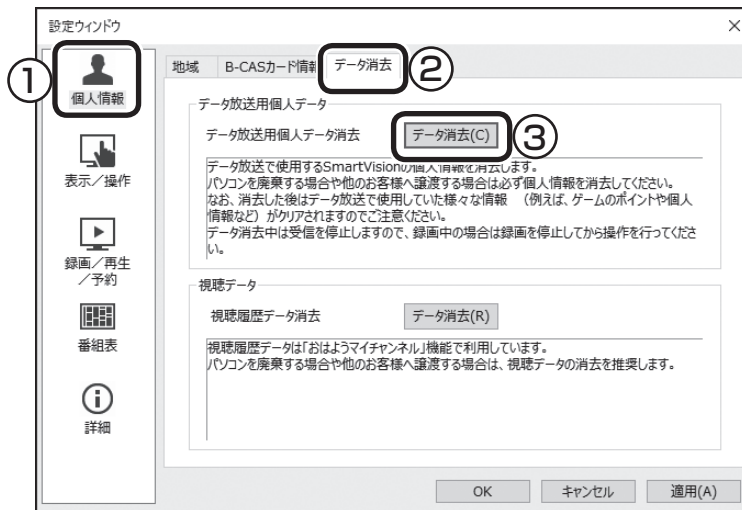 設定ウィンドウ
①
個人情報
表示／操作
録画／再生
／予約
番組表
詳細
地域
B-CASカード情報
データ消去
②
データ放送用個人データ
データ放送用個人データ消去
データ消去(C)
③
データ放送で使用するSmartVisionの個人情報を消去します。
パソコンを廃棄する場合や他のお客様へ譲渡する場合は必ず個人情報を消去してください。
なお、消去した後はデータ放送で使用していた様々な情報　（例えば、ゲームのポイントや個人
情報など）がクリアされますのでご注意ください。
データ消去中は受信を停止しますので、録画中の場合は録画を停止してから操作を行ってくださ
い。
視聴データ
視聴履歴データ消去
データ消去(R)
視聴履歴データは「おはようマイチャンネル」機能で利用しています。
パソコンを廃棄する場合や他のお客様へ譲渡する場合は、視聴データの消去を推奨します。
OK
キャンセル
適用(A)